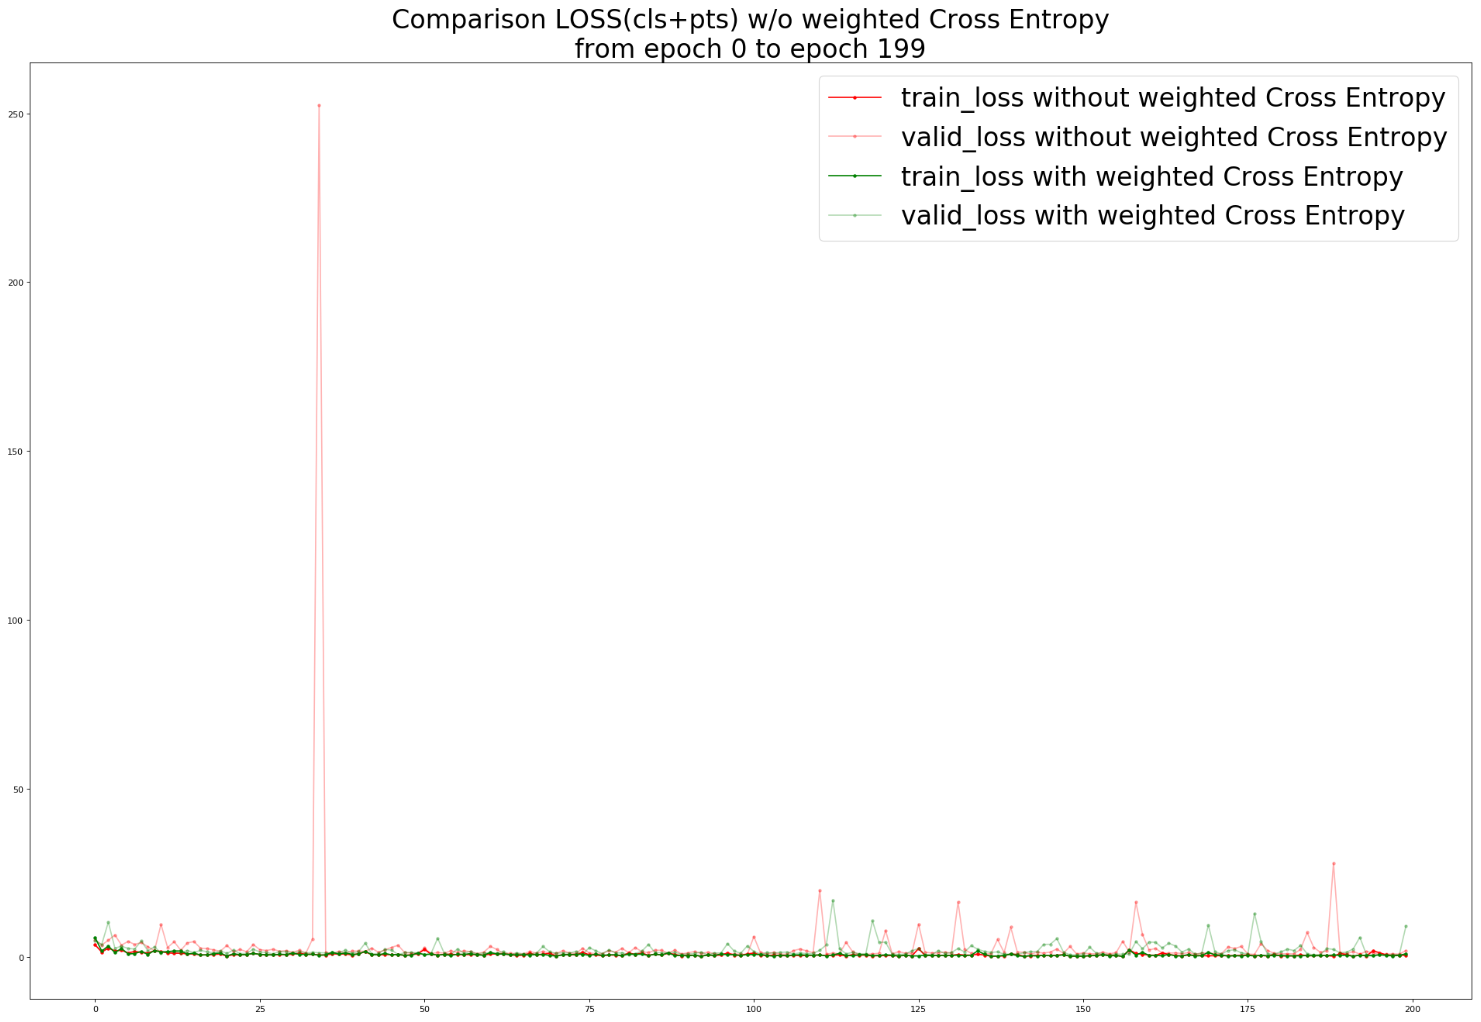 Comparison LOSS(cls+pts) w/o weighted Cross Entropy
from epoch 0 to epoch 199
train_loss without weighted Cross Entropy
valid_loss without weighted Cross Entropy
train_loss with weighted Cross Entropy
valid_loss with weighted Cross Entropy
250
200
150
100
50
0
0 25 50 75 100 125 150 175 200